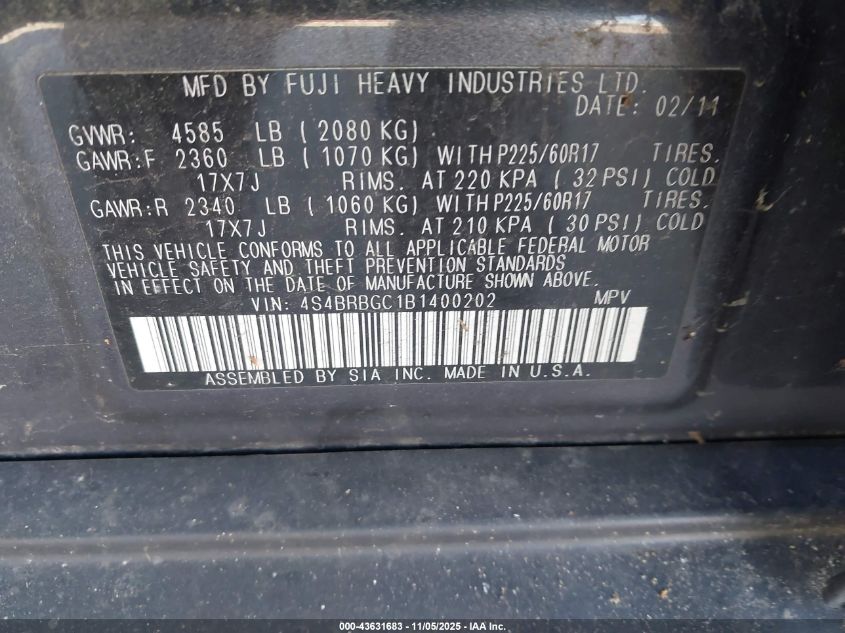 MFD BY FUJI HEAVY INDUSTRIES LTD.
DATE: 02/11
GVWR: 4585 LB ( 2080 KG)
GAWR:F 2360 LB ( 1070 KG) WITH P225/60R17 TIRES.
17X7J RIMS. AT 220 KPA ( 32 PSI) COLD
GAWR:R 2340 LB ( 1060 KG) WITH P225/60R17 TIRES.
17X7J RIMS. AT 210 KPA ( 30 PSI) COLD
THIS VEHICLE CONFORMS TO ALL APPLICABLE FEDERAL MOTOR
VEHICLE SAFETY AND THEFT PREVENTION STANDARDS
IN EFFECT ON THE DATE OF MANUFACTURE SHOWN ABOVE.
VIN: 4S4BRBGC1B1400202 MPV
ASSEMBLED BY SIA INC. MADE IN U.S.A.
000-43631683 - 11/05/2025 - IAA Inc.